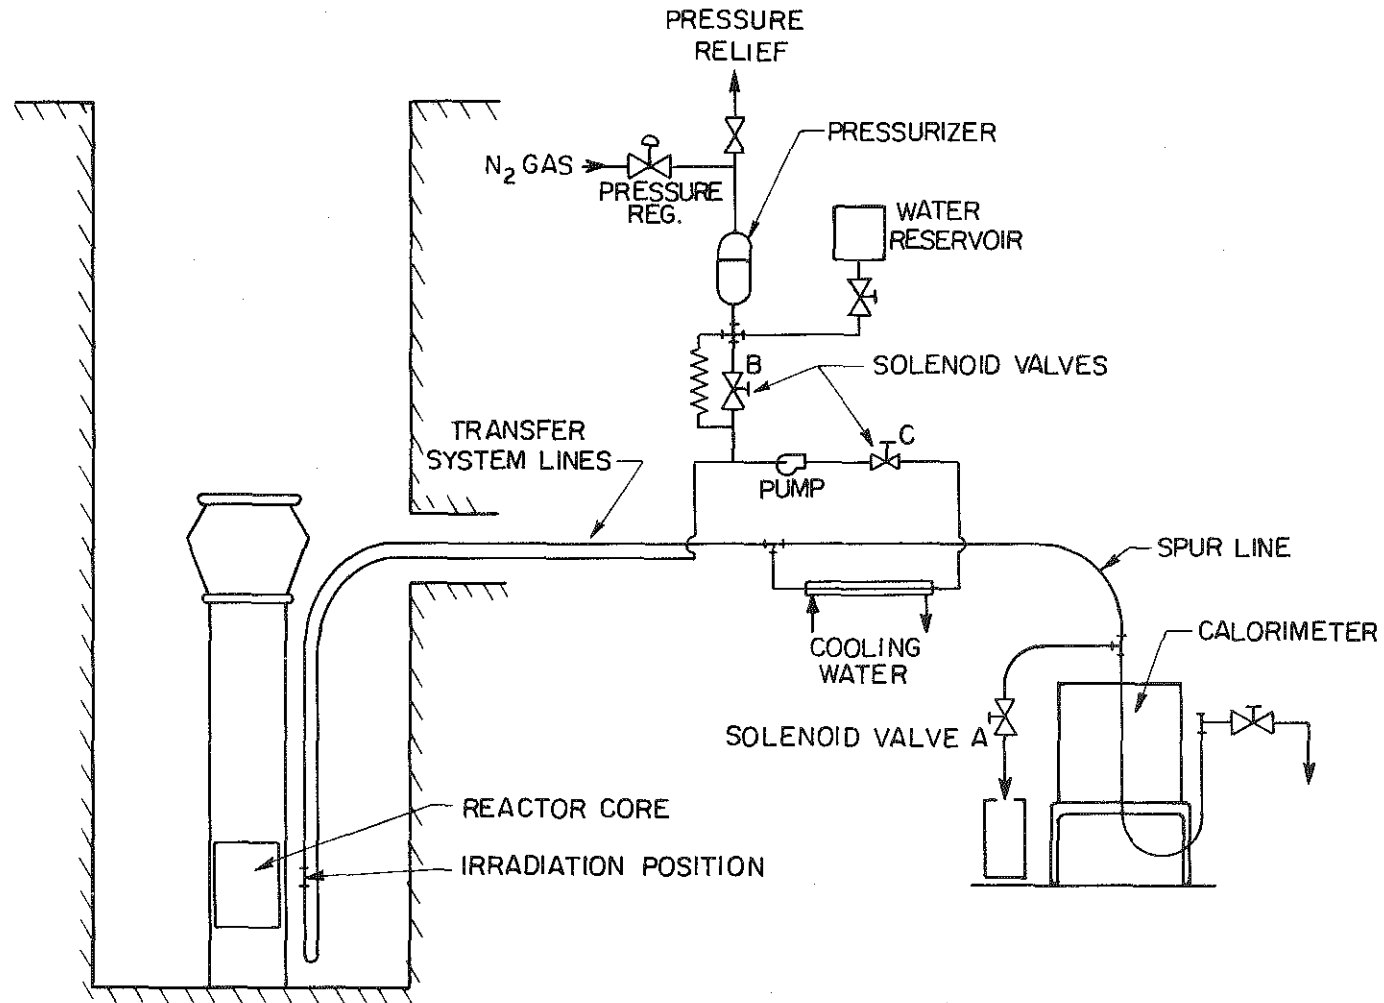 PRESSURE
RELIEF
PRESSURIZER
N₂ GAS
PRESSURE
REG.
WATER
RESERVOIR
B
SOLENOID VALVES
TRANSFER
SYSTEM LINES
C
PUMP
SPUR LINE
COOLING
WATER
CALORIMETER
SOLENOID VALVE A
REACTOR CORE
IRRADIATION POSITION